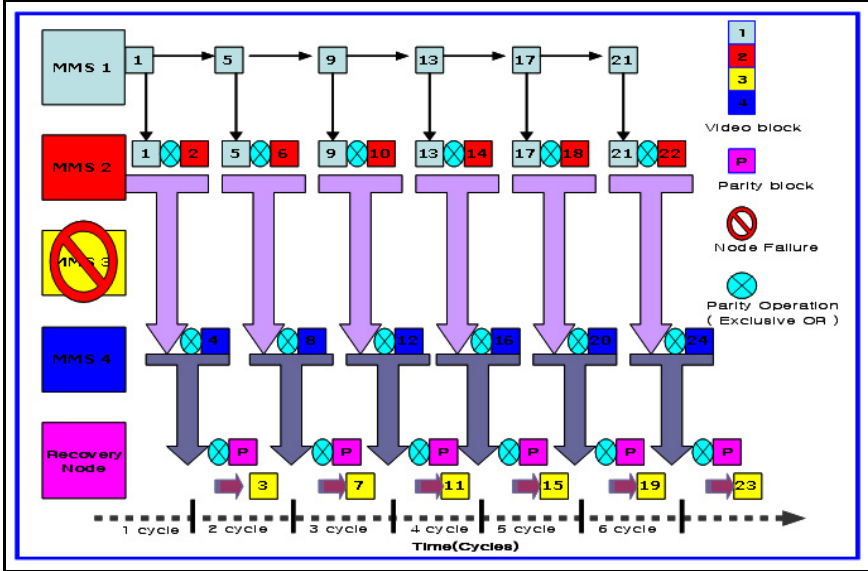 MMS 1
1 5 9 13 17 21
1
2
3
4
Video block
MMS 2
1 2 5 6 9 10 13 14 17 18 21 22
P
Parity block
MMS 3
Node Failure
Parity Operation
( Exclusive OR )
MMS 4
4 8 12 16 20 24
Recovery
Node
P P P P P P
3 7 11 15 19 23
1 cycle 2 cycle 3 cycle 4 cycle 5 cycle 6 cycle
Time(Cycles)